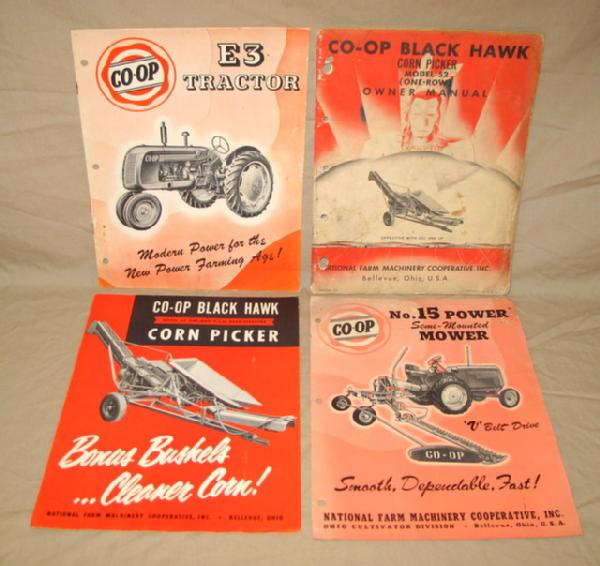 CO-OP
E3
TRACTOR
CO-OP
Modern Power for the
New Power Farming Age!
CO-OP BLACK HAWK
CORN PICKER
MODEL 52
(ONE-ROW)
OWNER MANUAL
EFFECTIVE WITH
NATIONAL FARM MACHINERY COOPERATIVE, INC.
Bellevue, Ohio, U.S.A.
CO-OP BLACK HAWK
CORN PICKER
Bonus Buskels
...Cleaner Corn!
NATIONAL FARM MACHINERY COOPERATIVE, INC. - BELLEVUE, OHIO
CO-OP
No. 15 POWER
Semi-Mounted
MOWER
'V' Belt Drive
CO-OP
Smooth, Dependable, Fast!
NATIONAL FARM MACHINERY COOPERATIVE, INC.
OHIO CULTIVATOR DIVISION - Bellevue, Ohio, U.S.A.